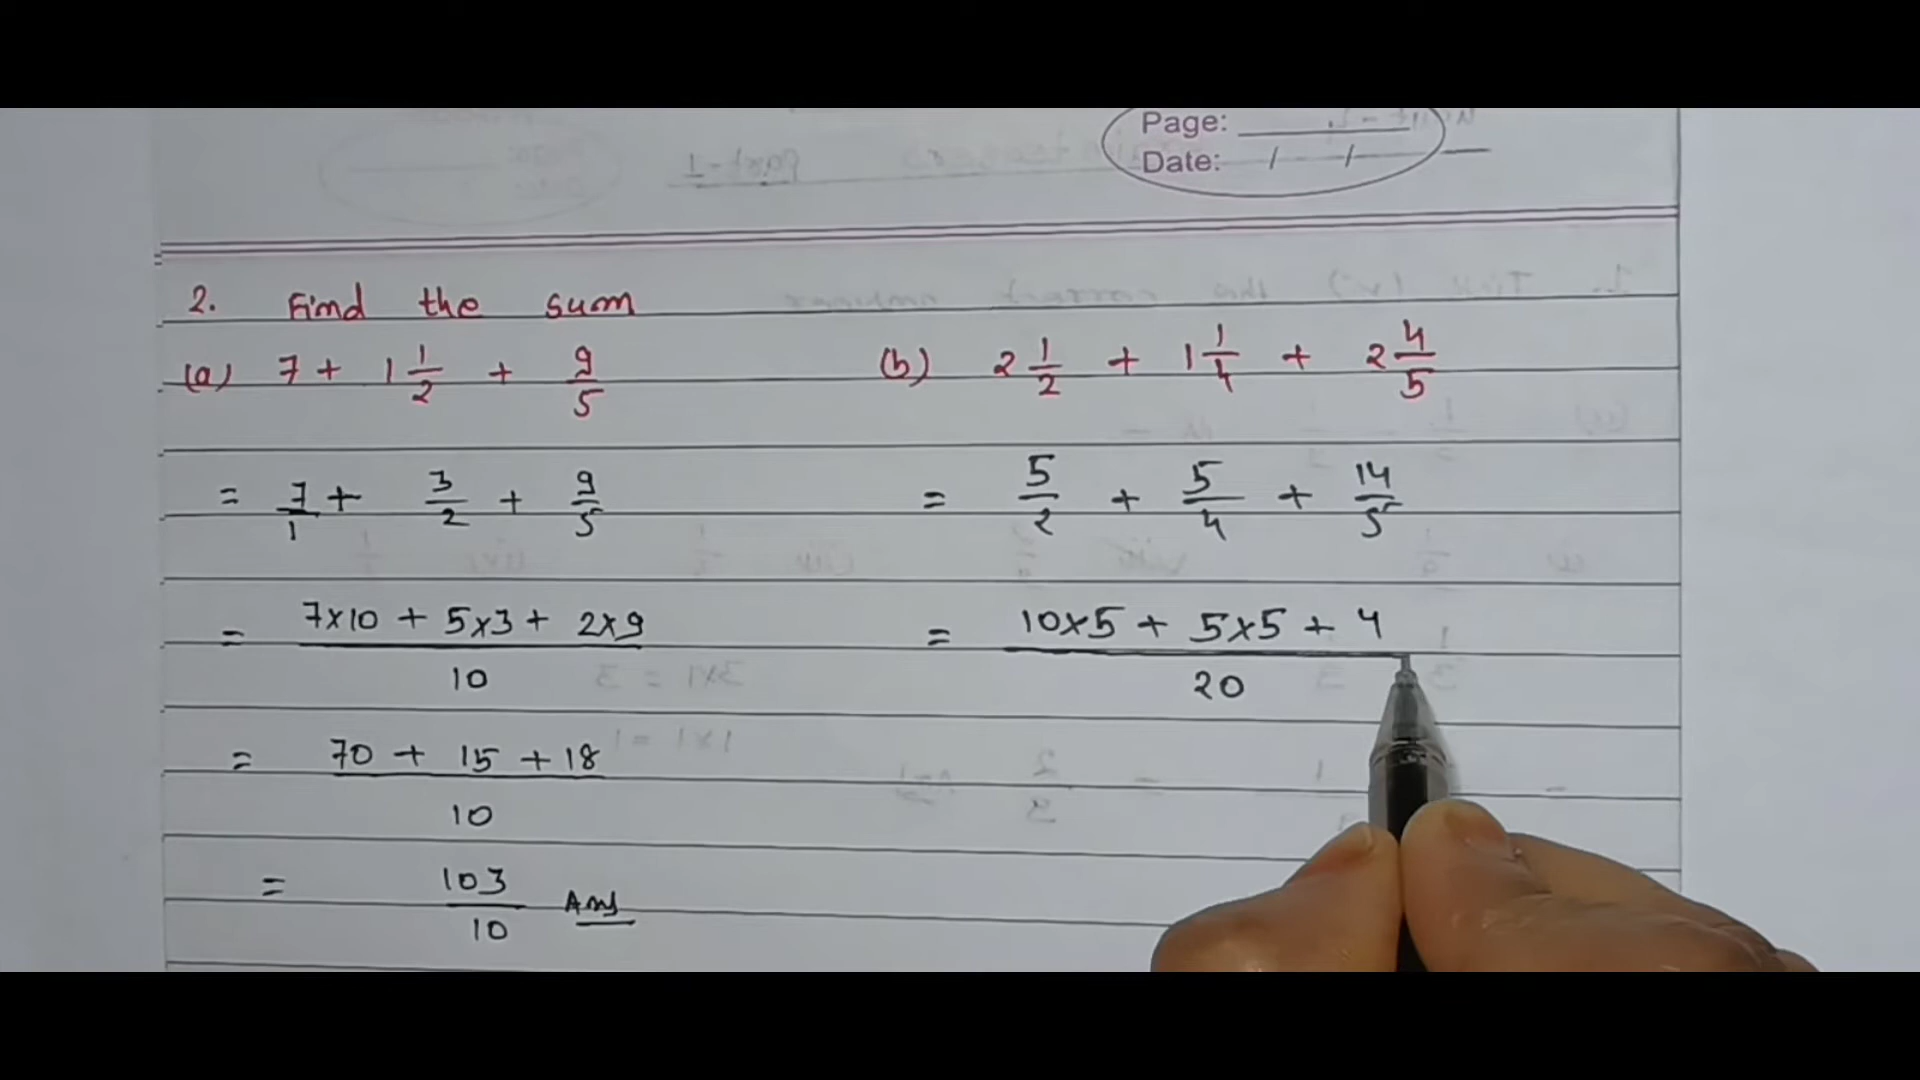 Page:
Date: / /
2. Find the sum
(a) 7 + 1 1/2 + 9/5
(b) 2 1/2 + 1 1/4 + 2 4/5
= 7/1 + 3/2 + 9/5
= 5/2 + 5/4 + 14/5
= 7x10 + 5x3 + 2x9 / 10
= 10x5 + 5x5 + 4 / 20
= 70 + 15 + 18 / 10
= 103/10 Ans